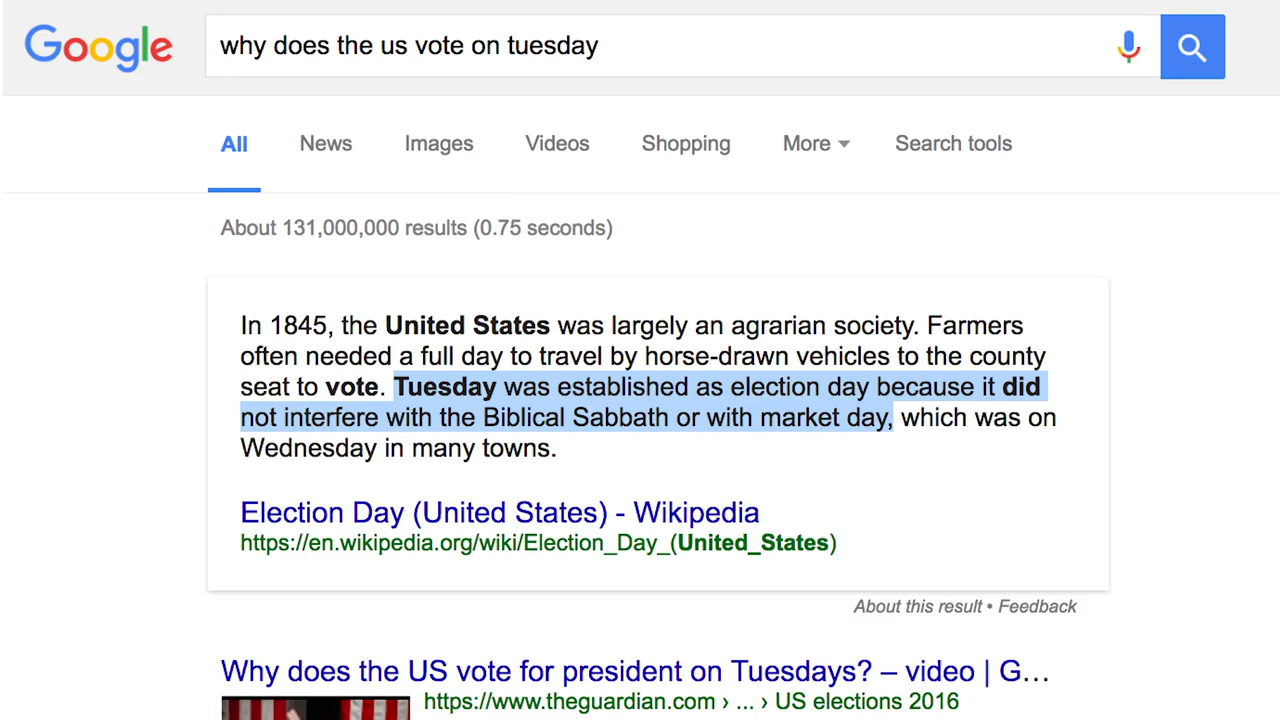 Google
why does the us vote on tuesday
All News Images Videos Shopping More Search tools
About 131,000,000 results (0.75 seconds)
In 1845, the United States was largely an agrarian society. Farmers
often needed a full day to travel by horse-drawn vehicles to the county
seat to vote. Tuesday was established as election day because it did
not interfere with the Biblical Sabbath or with market day, which was on
Wednesday in many towns.
Election Day (United States) - Wikipedia
https://en.wikipedia.org/wiki/Election_Day_(United_States)
About this result • Feedback
Why does the US vote for president on Tuesdays? – video | G...
https://www.theguardian.com › ... › US elections 2016